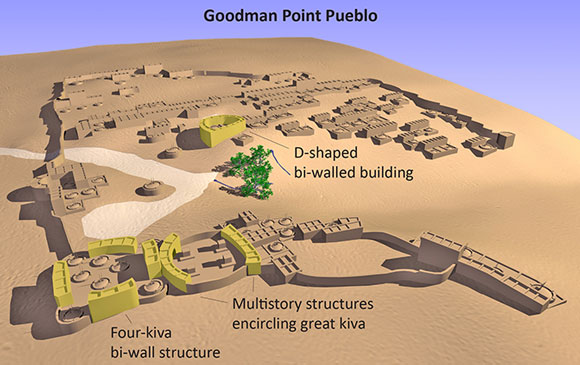 Goodman Point Pueblo
D-shaped
bi-walled building
Multistory structures
encircling great kiva
Four-kiva
bi-wall structure